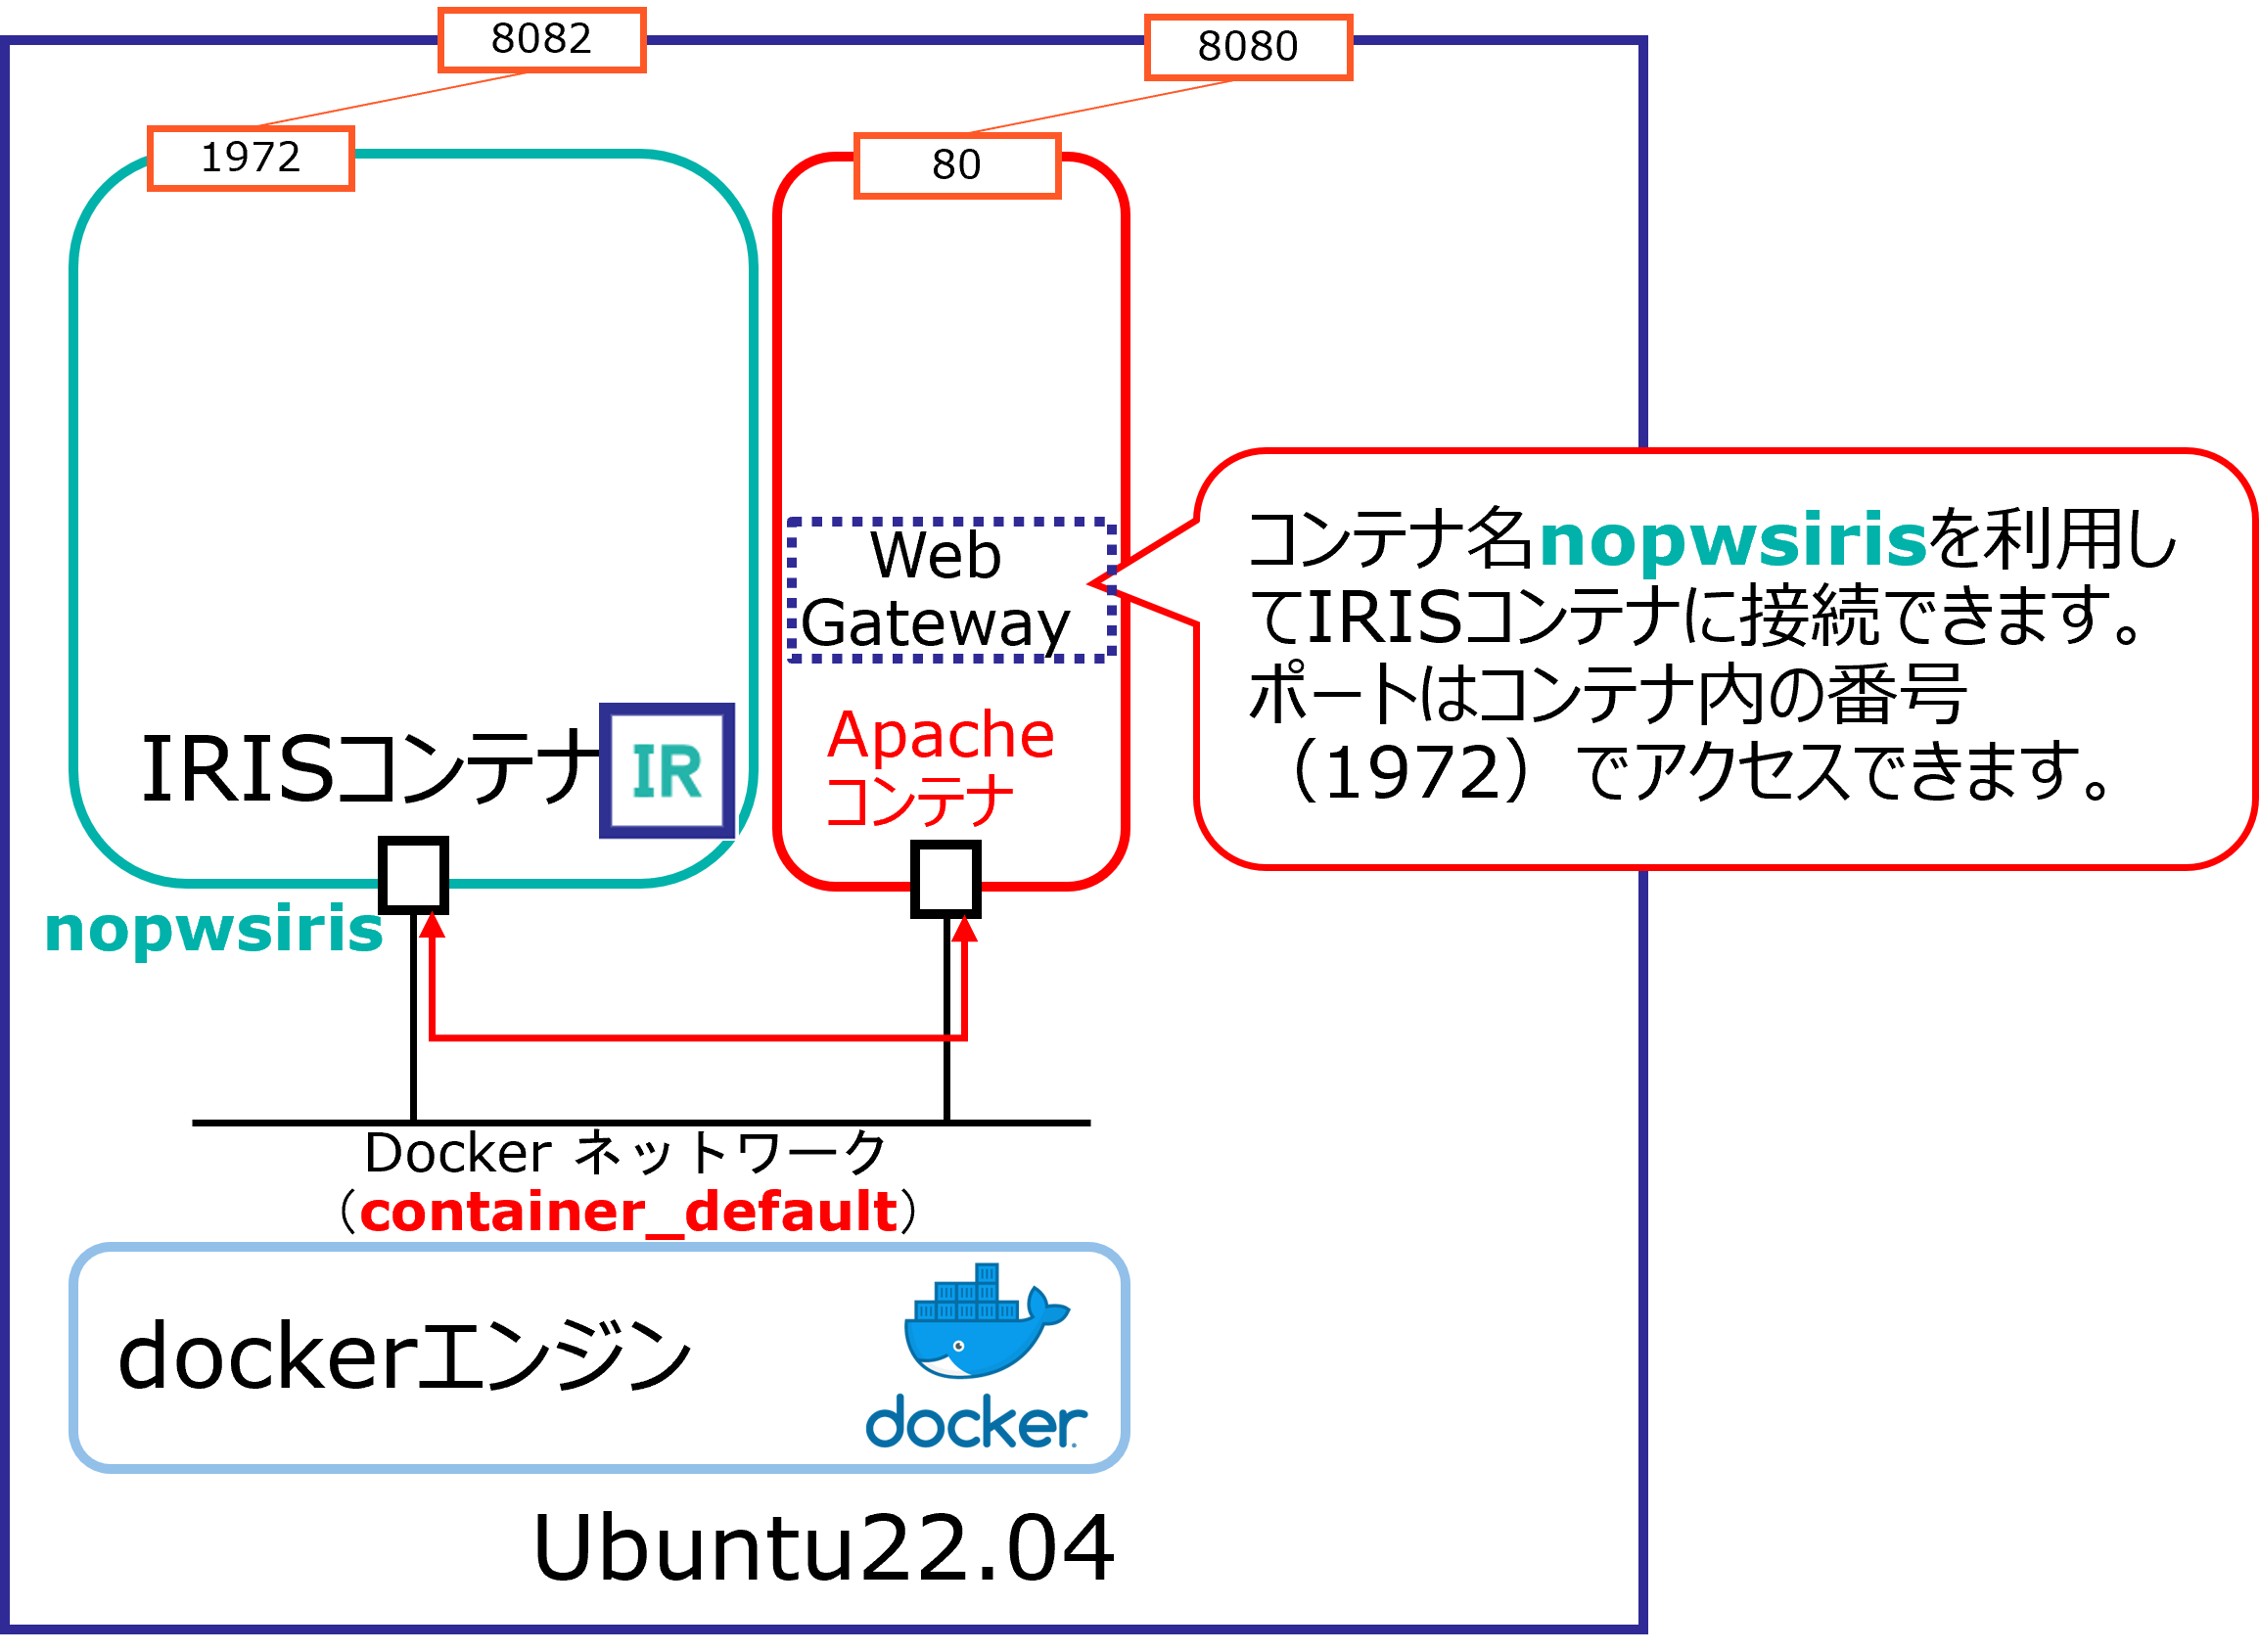 8082
8080
1972
80
Web
Gateway
コンテナ名nopwsirisを利用し
てIRISコンテナに接続できます。
ポートはコンテナ内の番号
（1972）でアクセスできます。
IRISコンテナ
IR
Apache
コンテナ
nopwsiris
Docker ネットワーク
（container_default）
dockerエンジン
docker
Ubuntu22.04